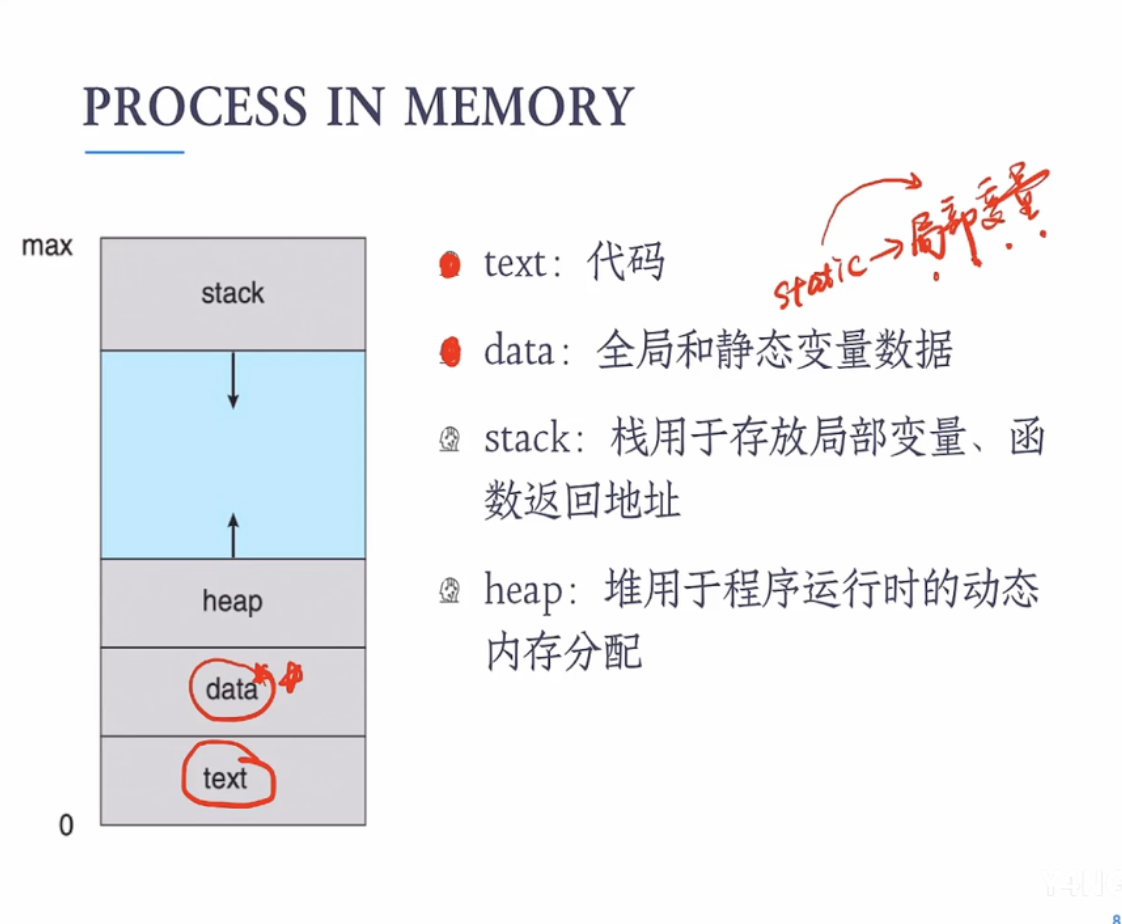 PROCESS IN MEMORY
static → 局部变量
max
stack
heap
data
text
0
text：代码
data：全局和静态变量数据
stack：栈用于存放局部变量、函
数返回地址
heap：堆用于程序运行时的动态
内存分配
8